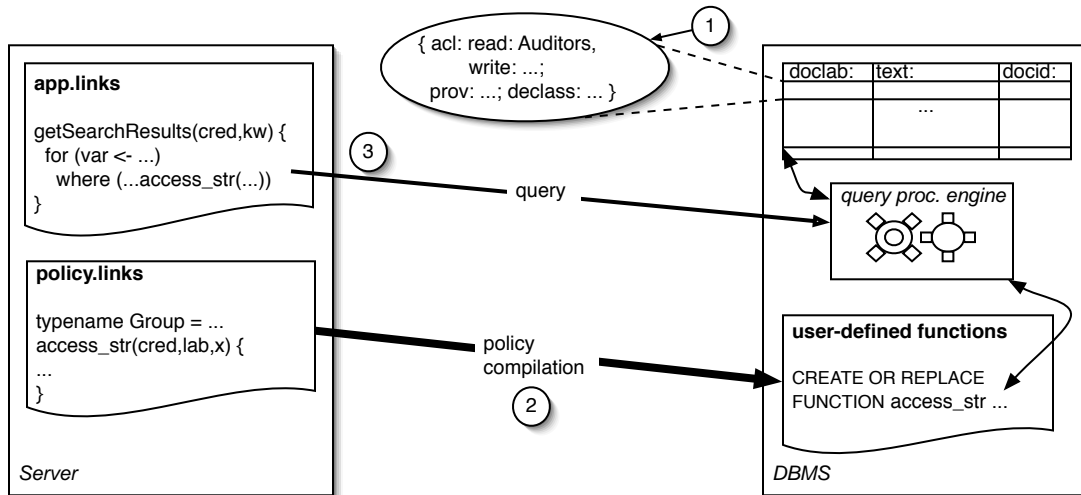 app.links
getSearchResults(cred,kw) {
for (var <- ...)
where (...access_str(...))
}
policy.links
typename Group = ...
access_str(cred,lab,x) {
...
}
Server
{ acl: read: Auditors,
write: ...;
prov: ...; declass: ... }
1
3
query
policy
compilation
2
doclab: text: docid:
...
query proc. engine
user-defined functions
CREATE OR REPLACE
FUNCTION access_str ...
DBMS